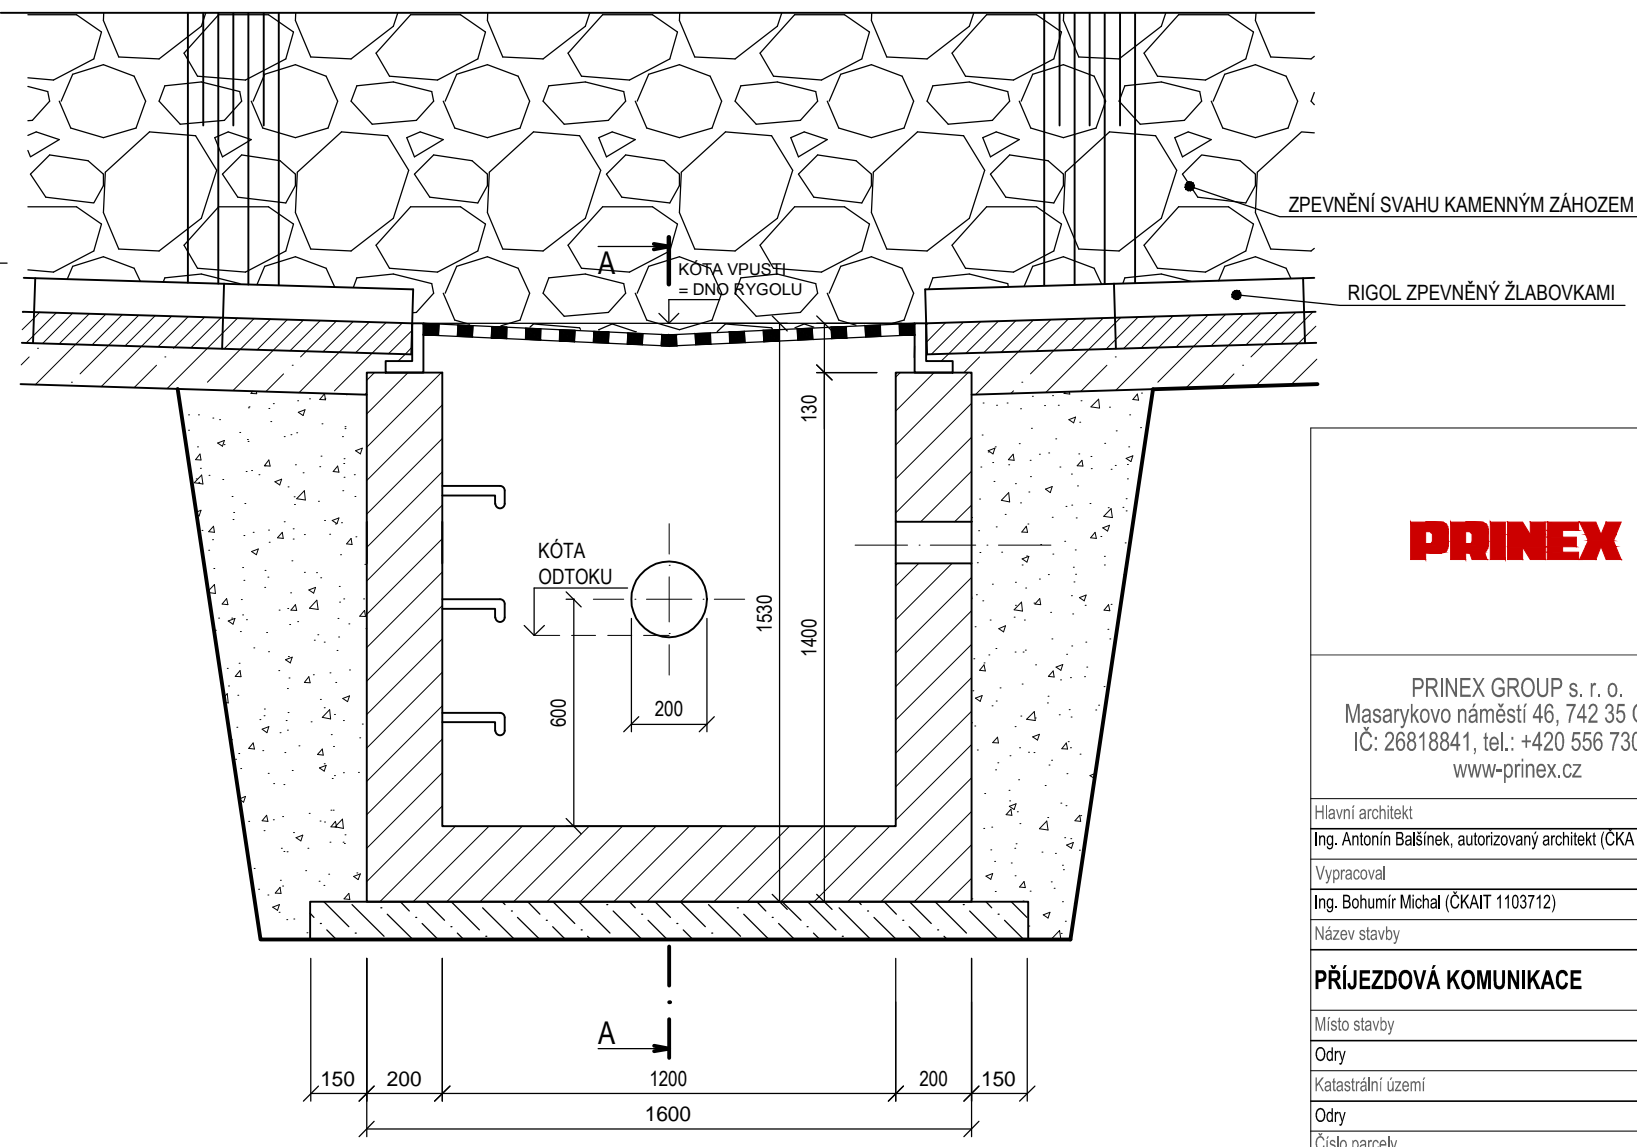 ZPEVNĚNÍ SVAHU KAMENNÝM ZÁHOZEM
A
KÓTA VPUSTI
= DNO RYGOLU
RIGOL ZPEVNĚNÝ ŽLABOVKAMI
130
KÓTA
ODTOKU
1530
1400
600
200
A
150
200
1200
200
150
1600
PRINEX
PRINEX GROUP s. r. o.
Masarykovo náměstí 46, 742 35
IČ: 26818841, tel.: +420 556 730
www-prinex.cz
Hlavní architekt
Ing. Antonín Balšínek, autorizovaný architekt (ČKA
Vypracoval
Ing. Bohumír Michal (ČKAIT 1103712)
Název stavby
PŘÍJEZDOVÁ KOMUNIKACE
Místo stavby
Odry
Katastrální území
Odry
Číslo parcely